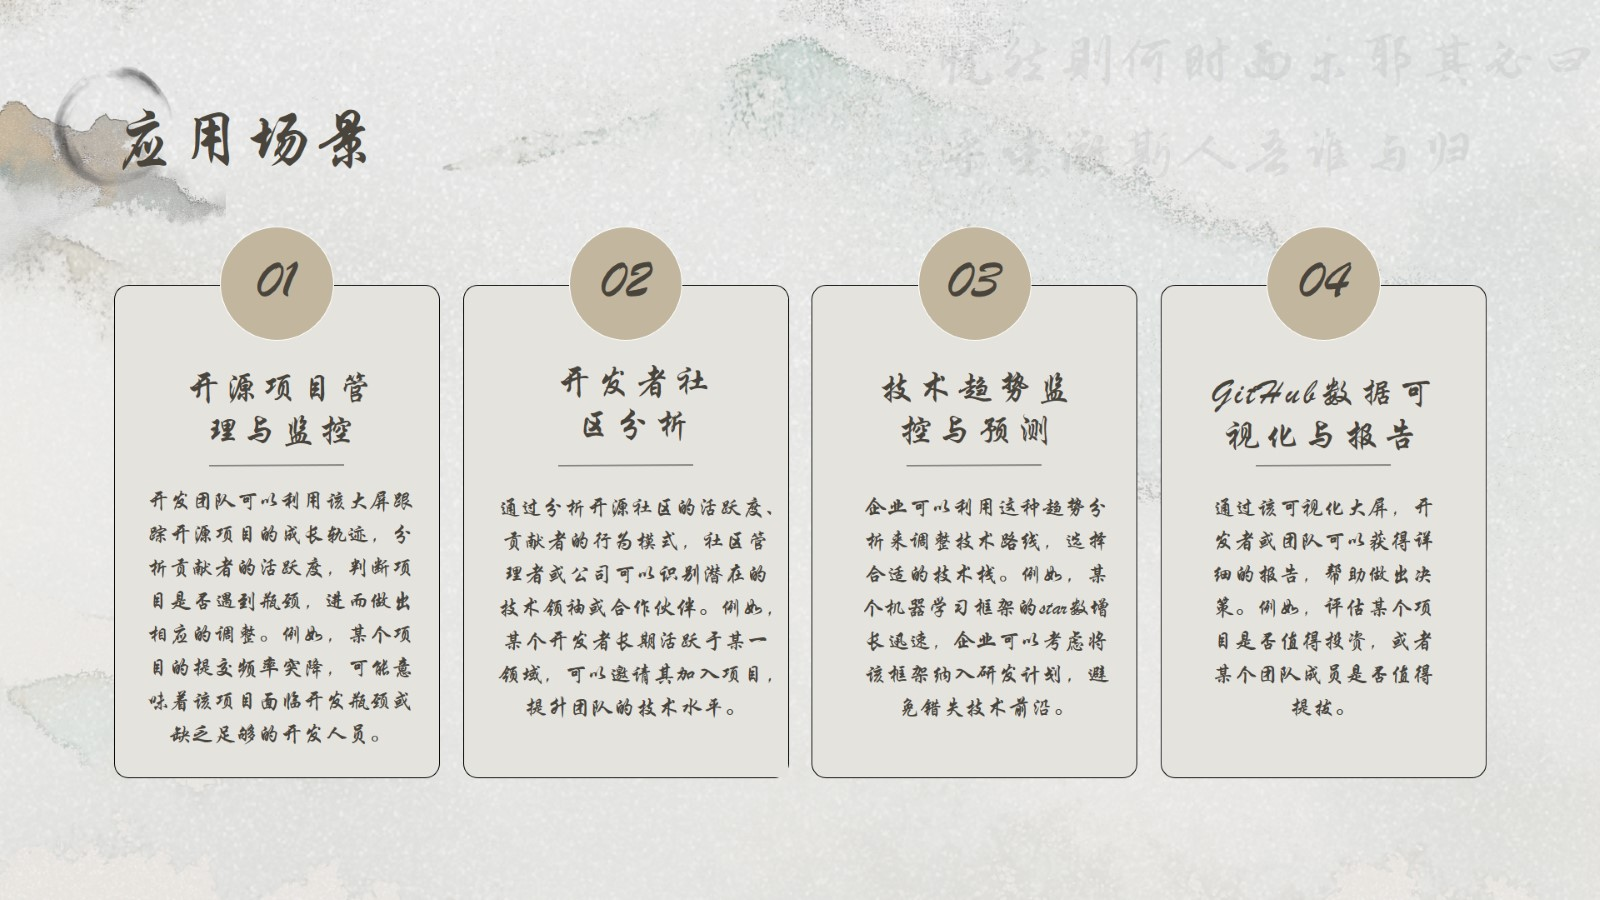 然则何时而乐耶其必曰
斯人吾谁与归
应用场景
01
开源项目管
理与监控
开发团队可以利用该大屏跟
踪开源项目的成长轨迹，分
析贡献者的活跃度，判断项
目是否遇到瓶颈，进而做出
相应的调整。例如，某个项
目的提交频率突降，可能意
味着该项目面临开发瓶颈或
缺乏足够的开发人员。
02
开发者社
区分析
通过分析开源社区的活跃度、
贡献者的行为模式，社区管
理者或公司可以识别潜在的
技术领袖或合作伙伴。例如，
某个开发者长期活跃于某一
领域，可以邀请其加入项目，
提升团队的技术水平。
03
技术趋势监
控与预测
企业可以利用这种趋势分
析来调整技术路线，选择
合适的技术栈。例如，某
个机器学习框架的star数增
长迅速，企业可以考虑将
该框架纳入研发计划，避
免错失技术前沿。
04
GitHub数据可
视化与报告
通过该可视化大屏，开
发者或团队可以获得详
细的报告，帮助做出决
策。例如，评估某个项
目是否值得投资，或者
某个团队成员是否值得
提拔。